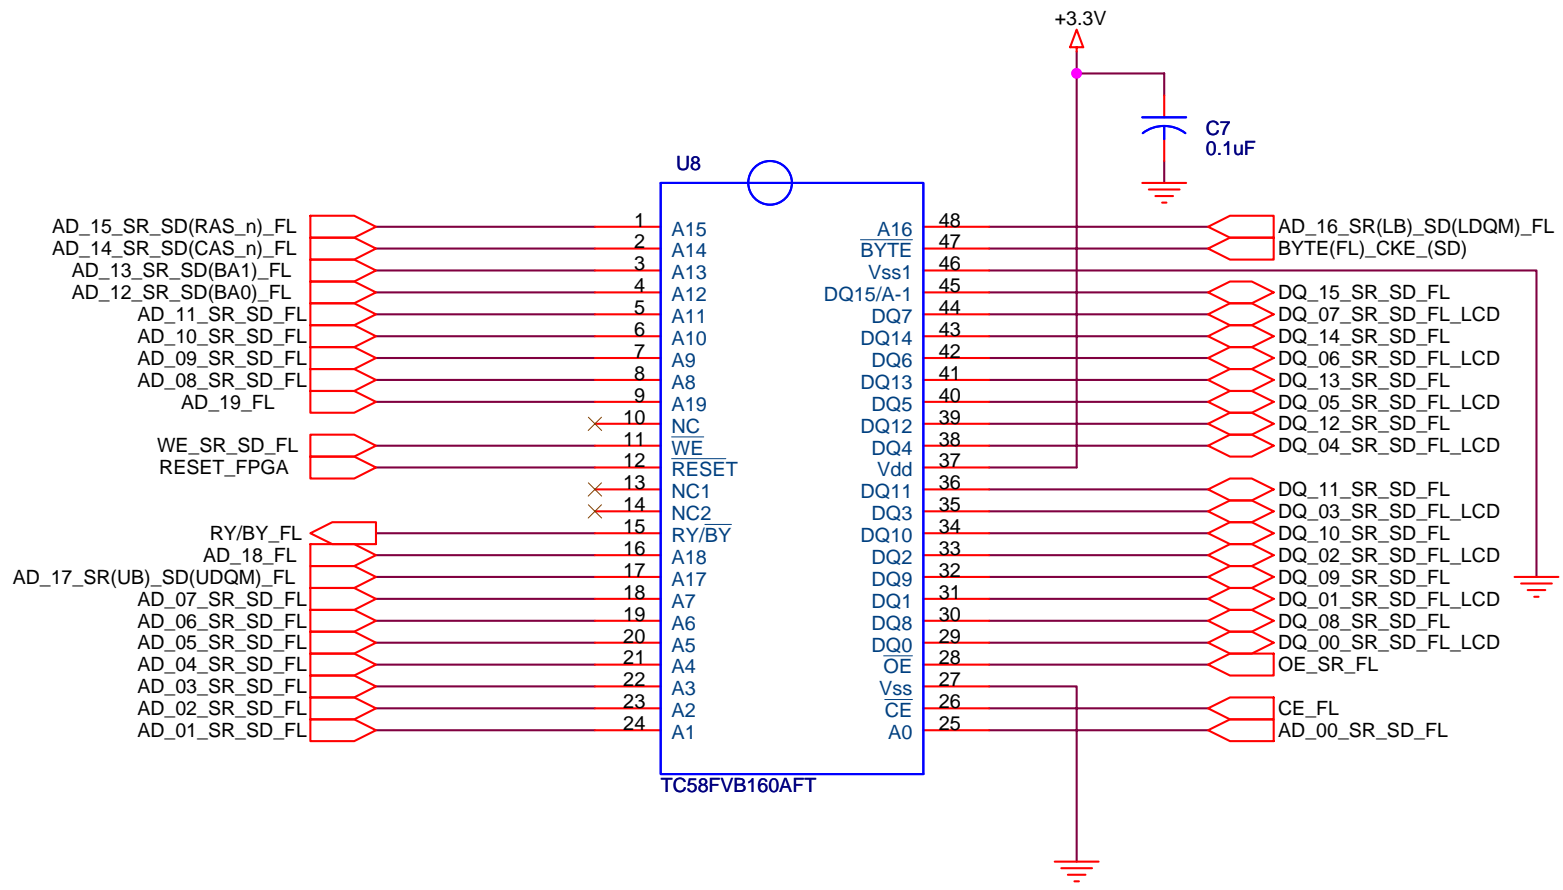 +3.3V
C7
0.1uF
U8
AD_15_SR_SD(RAS_n)_FL 1 A15 A16 48 AD_16_SR(LB)_SD(LDQM)_FL
AD_14_SR_SD(CAS_n)_FL 2 A14 BYTE 47 BYTE(FL)_CKE_(SD)
AD_13_SR_SD(BA1)_FL 3 A13 Vss1 46
AD_12_SR_SD(BA0)_FL 4 A12 DQ15/A-1 45 DQ_15_SR_SD_FL
AD_11_SR_SD_FL 5 A11 DQ7 44 DQ_07_SR_SD_FL_LCD
AD_10_SR_SD_FL 6 A10 DQ14 43 DQ_14_SR_SD_FL
AD_09_SR_SD_FL 7 A9 DQ6 42 DQ_06_SR_SD_FL_LCD
AD_08_SR_SD_FL 8 A8 DQ13 41 DQ_13_SR_SD_FL
AD_19_FL 9 A19 DQ5 40 DQ_05_SR_SD_FL_LCD
10 NC DQ12 39 DQ_12_SR_SD_FL
WE_SR_SD_FL 11 WE DQ4 38 DQ_04_SR_SD_FL_LCD
RESET_FPGA 12 RESET Vdd 37
13 NC1 DQ11 36 DQ_11_SR_SD_FL
14 NC2 DQ3 35 DQ_03_SR_SD_FL_LCD
RY/BY_FL 15 RY/BY DQ10 34 DQ_10_SR_SD_FL
AD_18_FL 16 A18 DQ2 33 DQ_02_SR_SD_FL_LCD
AD_17_SR(UB)_SD(UDQM)_FL 17 A17 DQ9 32 DQ_09_SR_SD_FL
AD_07_SR_SD_FL 18 A7 DQ1 31 DQ_01_SR_SD_FL_LCD
AD_06_SR_SD_FL 19 A6 DQ8 30 DQ_08_SR_SD_FL
AD_05_SR_SD_FL 20 A5 DQ0 29 DQ_00_SR_SD_FL_LCD
AD_04_SR_SD_FL 21 A4 OE 28 OE_SR_FL
AD_03_SR_SD_FL 22 A3 Vss 27
AD_02_SR_SD_FL 23 A2 CE 26 CE_FL
AD_01_SR_SD_FL 24 A1 A0 25 AD_00_SR_SD_FL
TC58FVB160AFT